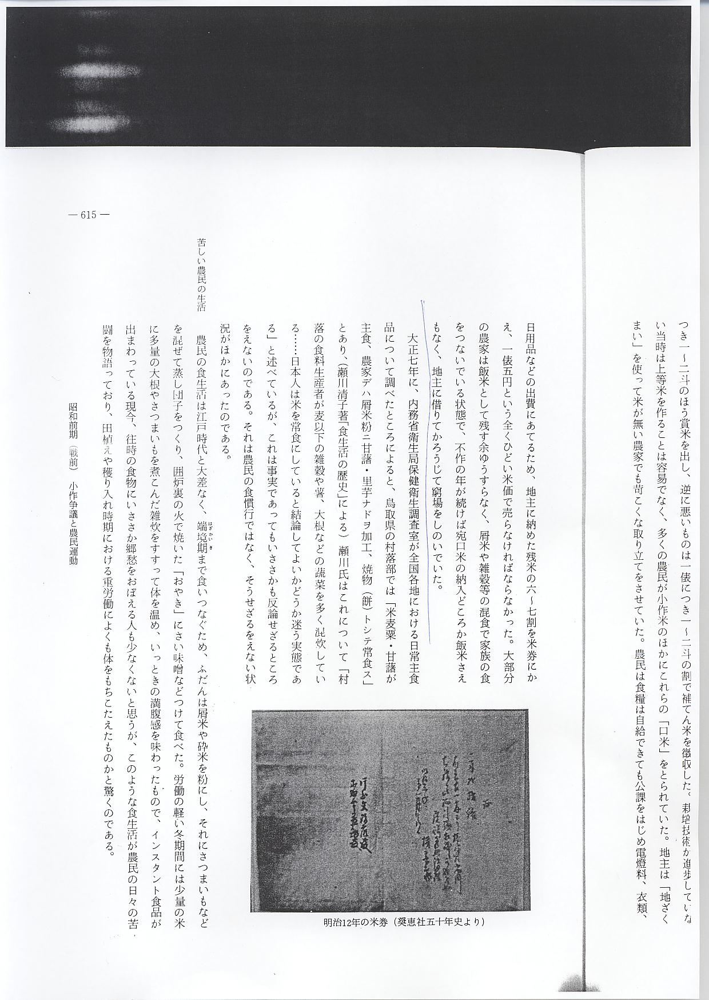 つき一～二斗のほう賞米を出し、逆に悪いものは一俵につき一～二斗の割で補てん米を徴収した。栽培技術が進歩していな
い当時は上等米を作ることは容易でなく、多くの農民が小作米のほかにこれらの「口米」をとられていた。地主は「地ざく
まい」を使って米が無い農家でも苛こくな取り立てをさせていた。農民は食糧は自給できても公課をはじめ電燈料、衣類、
日用品などの出費にあてるため、地主に納めた残米の六～七割を米券にか
え、一俵五円という全くひどい米価で売らなければならなかった。大部分
の農家は飯米として残す余ゆうすらなく、屑米や雑穀等の混食で家族の食
をつないでいる状態で、不作の年が続けば宛口米の納入どころか飯米さえ
もなく、地主に借りてかろうじて窮場をしのいでいた。
大正七年に、内務省衛生局保健衛生調査室が全国各地における日常主食
品について調べたところによると、鳥取県の村落部では「米麦粟・甘藷が
主食、農家デハ屑米粉ニ甘藷・里芋ナドヲ加工、焼物（餅）トシテ常食ス」
とあり、（瀬川清子著「食生活の歴史」による）瀬川氏はこれについて「村
落の食料生産者が麦以下の雑穀や薯、大根などの蔬菜を多く混炊してい
る……日本人は米を常食にしていると結論してよいかどうか迷う実態であ
る」と述べているが、これは事実であってもいささかも反論せざるところ
をえないのである。それは農民の食慣行ではなく、そうせざるをえない状
況がほかにあったのである。
明治12年の米券（奨恵社五十年史より）
苦しい農民の生活
農民の食生活は江戸時代と大差なく、端境期まで食いつなぐため、ふだんは屑米や砕米を粉にし、それにさつまいもなど
はざかいき
を混ぜて蒸し団子をつくり、囲炉裏の火で焼いた「おやき」にさい味噌などつけて食べた。労働の軽い冬期間には少量の米
に多量の大根やさつまいもを煮こんだ雑炊をすすって体を温め、いっときの満腹感を味わったもので、インスタント食品が
出まわっている現今、往時の食物にいささか郷愁をおぼえる人も少なくないと思うが、このような食生活が農民の日々の苦
闘を物語っており、田植えや穫り入れ時期における重労働によくも体をもちこたえたものかと驚くのである。
昭和前期（戦前）　小作争議と農民運動
— 615 —